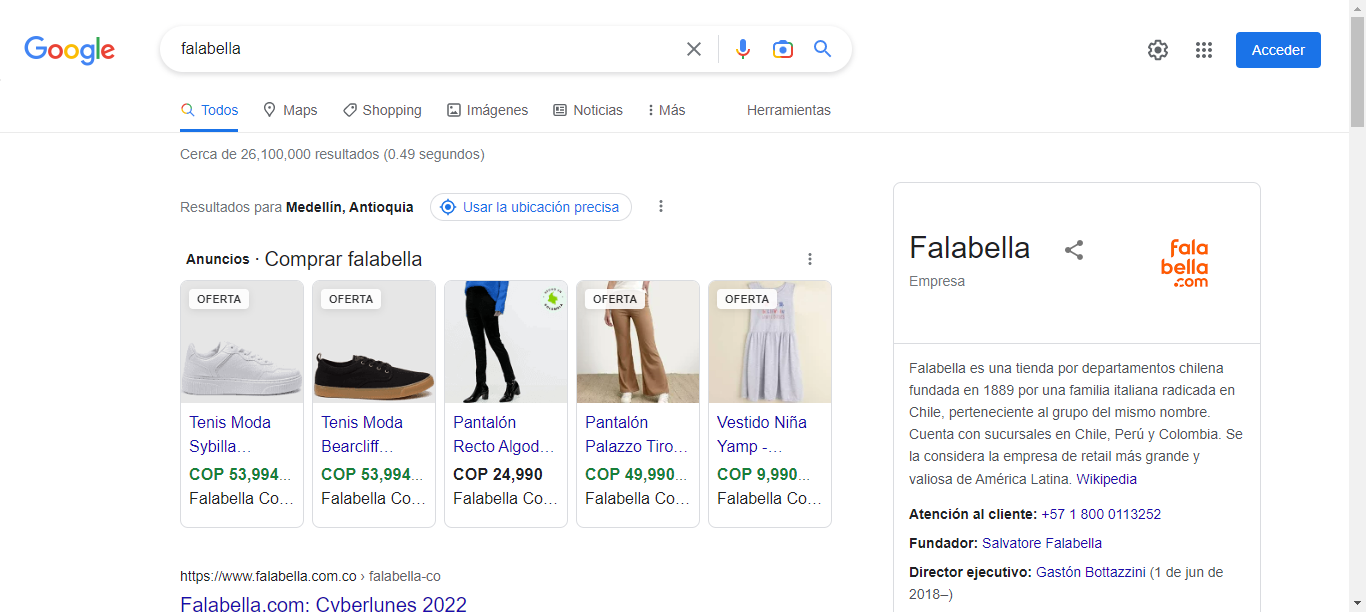 Google
falabella
Acceder
Todos
Maps
Shopping
Imágenes
Noticias
Más
Herramientas
Cerca de 26,100,000 resultados (0.49 segundos)
Resultados para Medellín, Antioquia
Usar la ubicación precisa
Anuncios · Comprar falabella
OFERTA
Tenis Moda
Sybilla...
COP 53,994...
Falabella Co...
OFERTA
Tenis Moda
Bearcliff...
COP 53,994...
Falabella Co...
Pantalón
Recto Algod...
COP 24,990
Falabella Co...
OFERTA
Pantalón
Palazzo Tiro...
COP 49,990...
Falabella Co...
OFERTA
Vestido Niña
Yamp -...
COP 9,990...
Falabella Co...
https://www.falabella.com.co › falabella-co
Falabella.com: Cyberlunes 2022
Falabella
Empresa
fala
bella
.com
Falabella es una tienda por departamentos chilena
fundada en 1889 por una familia italiana radicada en
Chile, perteneciente al grupo del mismo nombre.
Cuenta con sucursales en Chile, Perú y Colombia. Se
la considera la empresa de retail más grande y
valiosa de América Latina. Wikipedia
Atención al cliente: +57 1 800 0113252
Fundador: Salvatore Falabella
Director ejecutivo: Gastón Bottazzini (1 de jun de
2018–)